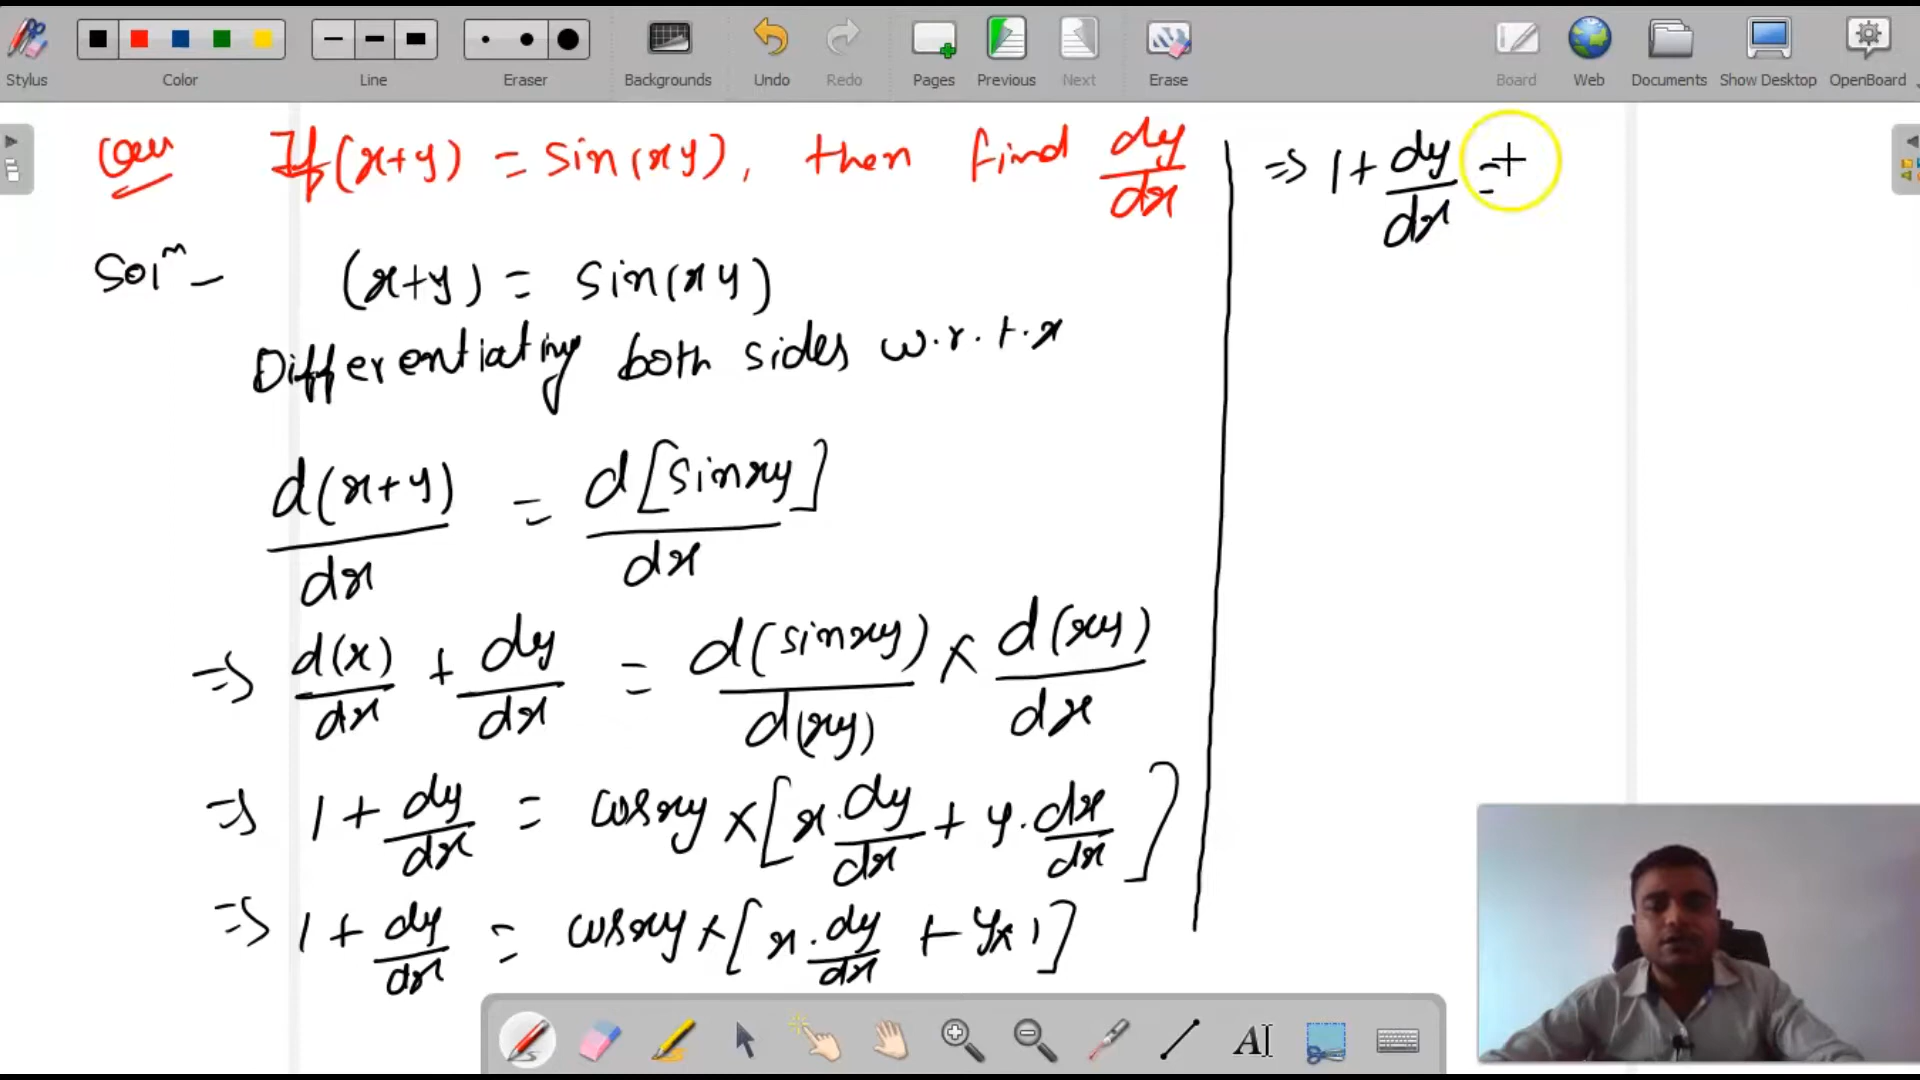 Stylus Color Line Eraser Backgrounds Undo Redo Pages Previous Next Erase Board Web Documents Show Desktop OpenBoard
Ques If (x+y) = sin(xy), then find dy/dx
Solⁿ - (x+y) = sin(xy)
Differentiating both sides w.r.t.x
d(x+y)/dx = d[sinxy]/dx
⇒ d(x)/dx + dy/dx = d(sinxy)/d(xy) × d(xy)/dx
⇒ 1 + dy/dx = cosxy × [x.dy/dx + y.dx/dx]
⇒ 1 + dy/dx = cosxy × [x.dy/dx + y×1]
⇒ 1 + dy/dx =
AI